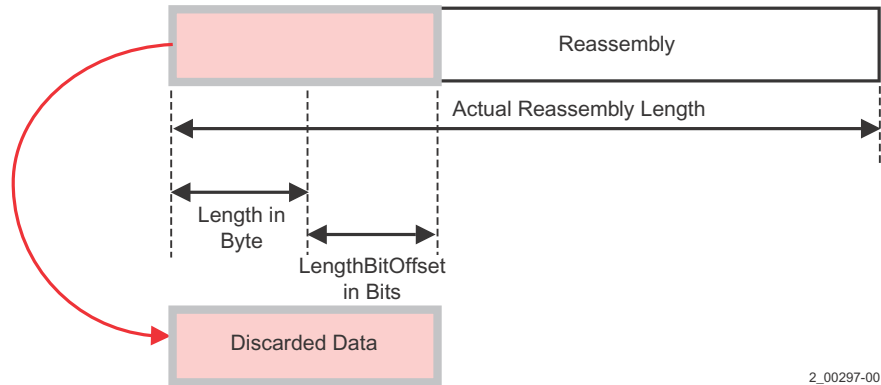 Reassembly
Actual Reassembly Length
Length in
Byte
LengthBitOffset
in Bits
Discarded Data
2_00297-00